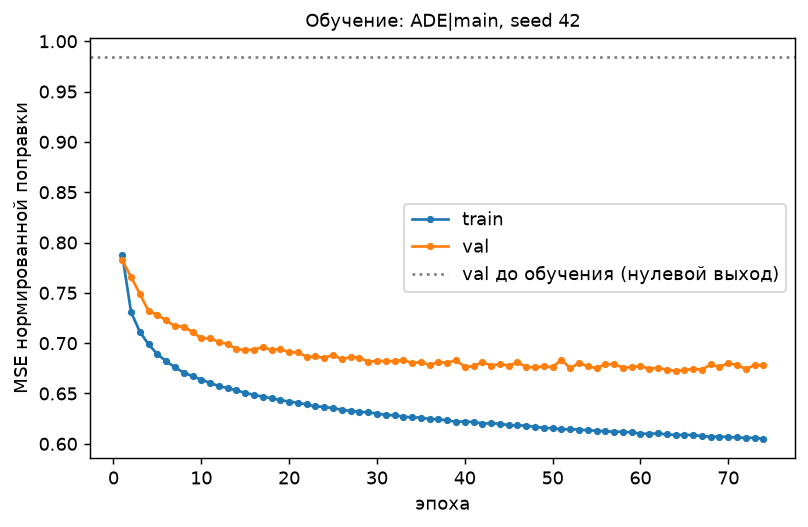 Обучение: ADE|main, seed 42
MSE нормированной поправки
1.00
0.95
0.90
0.85
0.80
0.75
0.70
0.65
0.60
train
val
val до обучения (нулевой выход)
0 10 20 30 40 50 60 70
эпоха